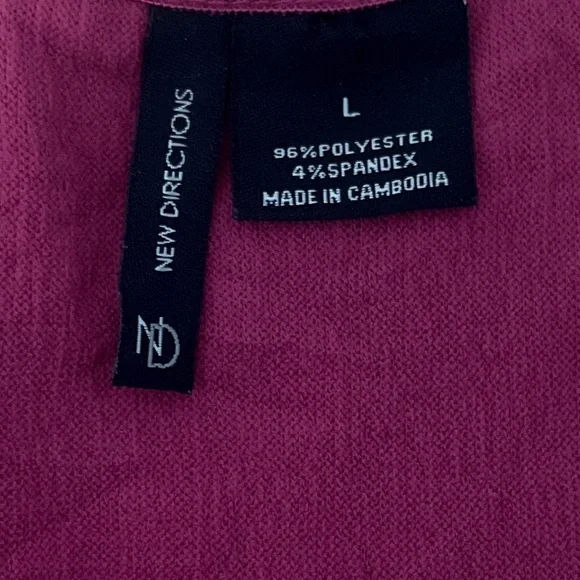 NEW DIRECTIONS
ND
L
96%POLYESTER
4%SPANDEX
MADE IN CAMBODIA